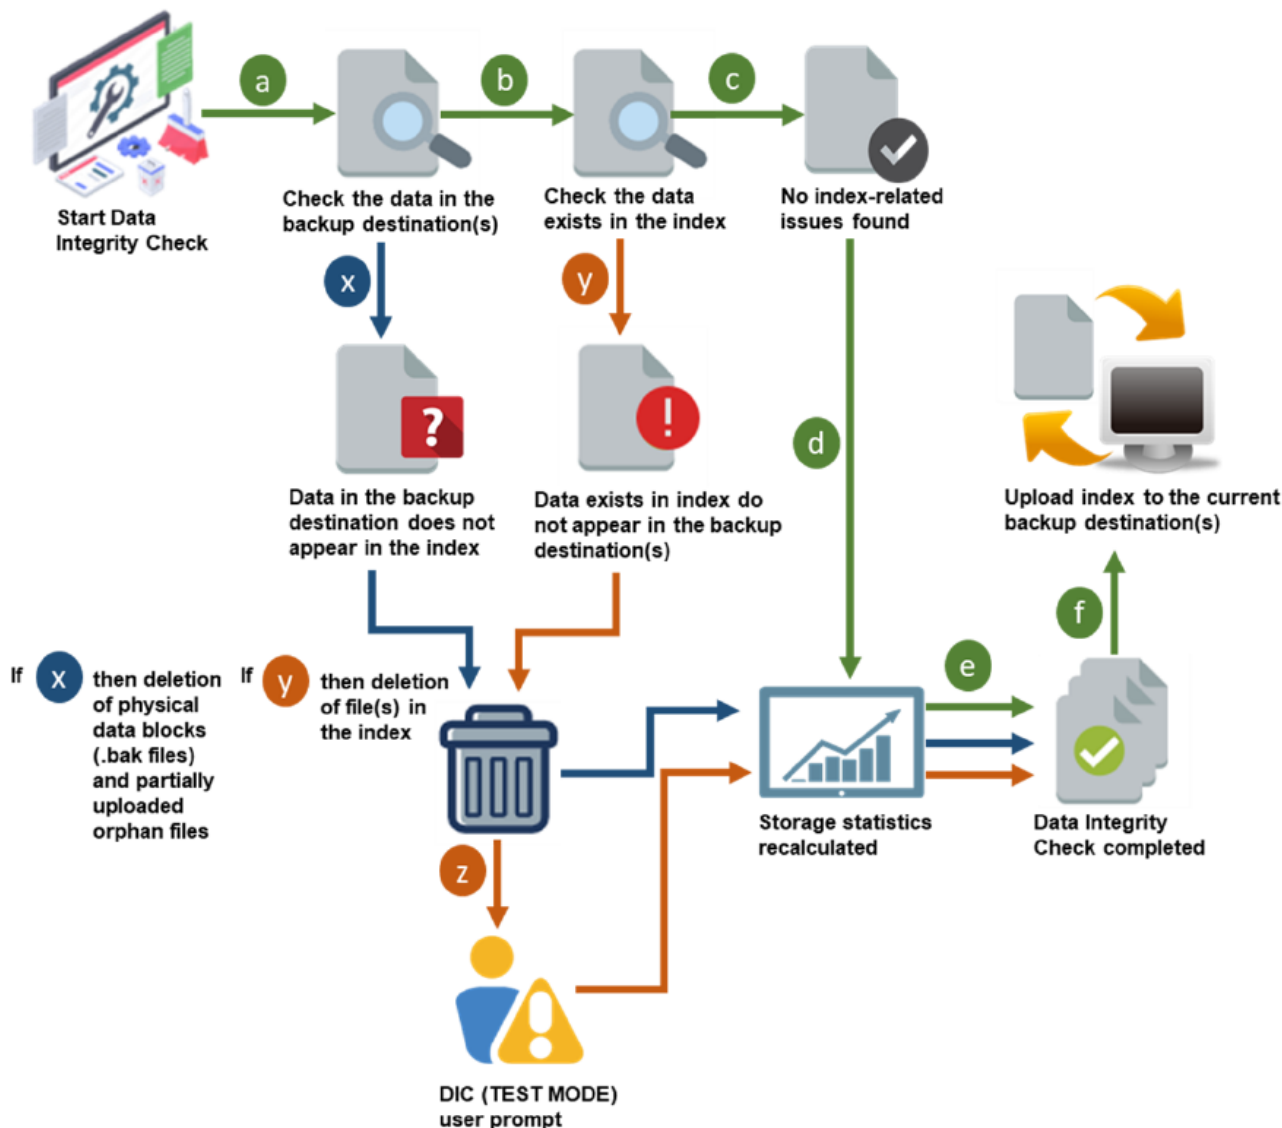 a
b
c
Start Data
Integrity Check
Check the data in the
backup destination(s)
Check the data
exists in the index
No index-related
issues found
x
y
?
!
d
Data in the backup
destination does not
appear in the index
Data exists in index do
not appear in the backup
destination(s)
Upload index to the current
backup destination(s)
If x then deletion
of physical
data blocks
(.bak files)
and partially
uploaded
orphan files
If y then deletion
of file(s) in
the index
e
f
Storage statistics
recalculated
Data Integrity
Check completed
z
DIC (TEST MODE)
user prompt